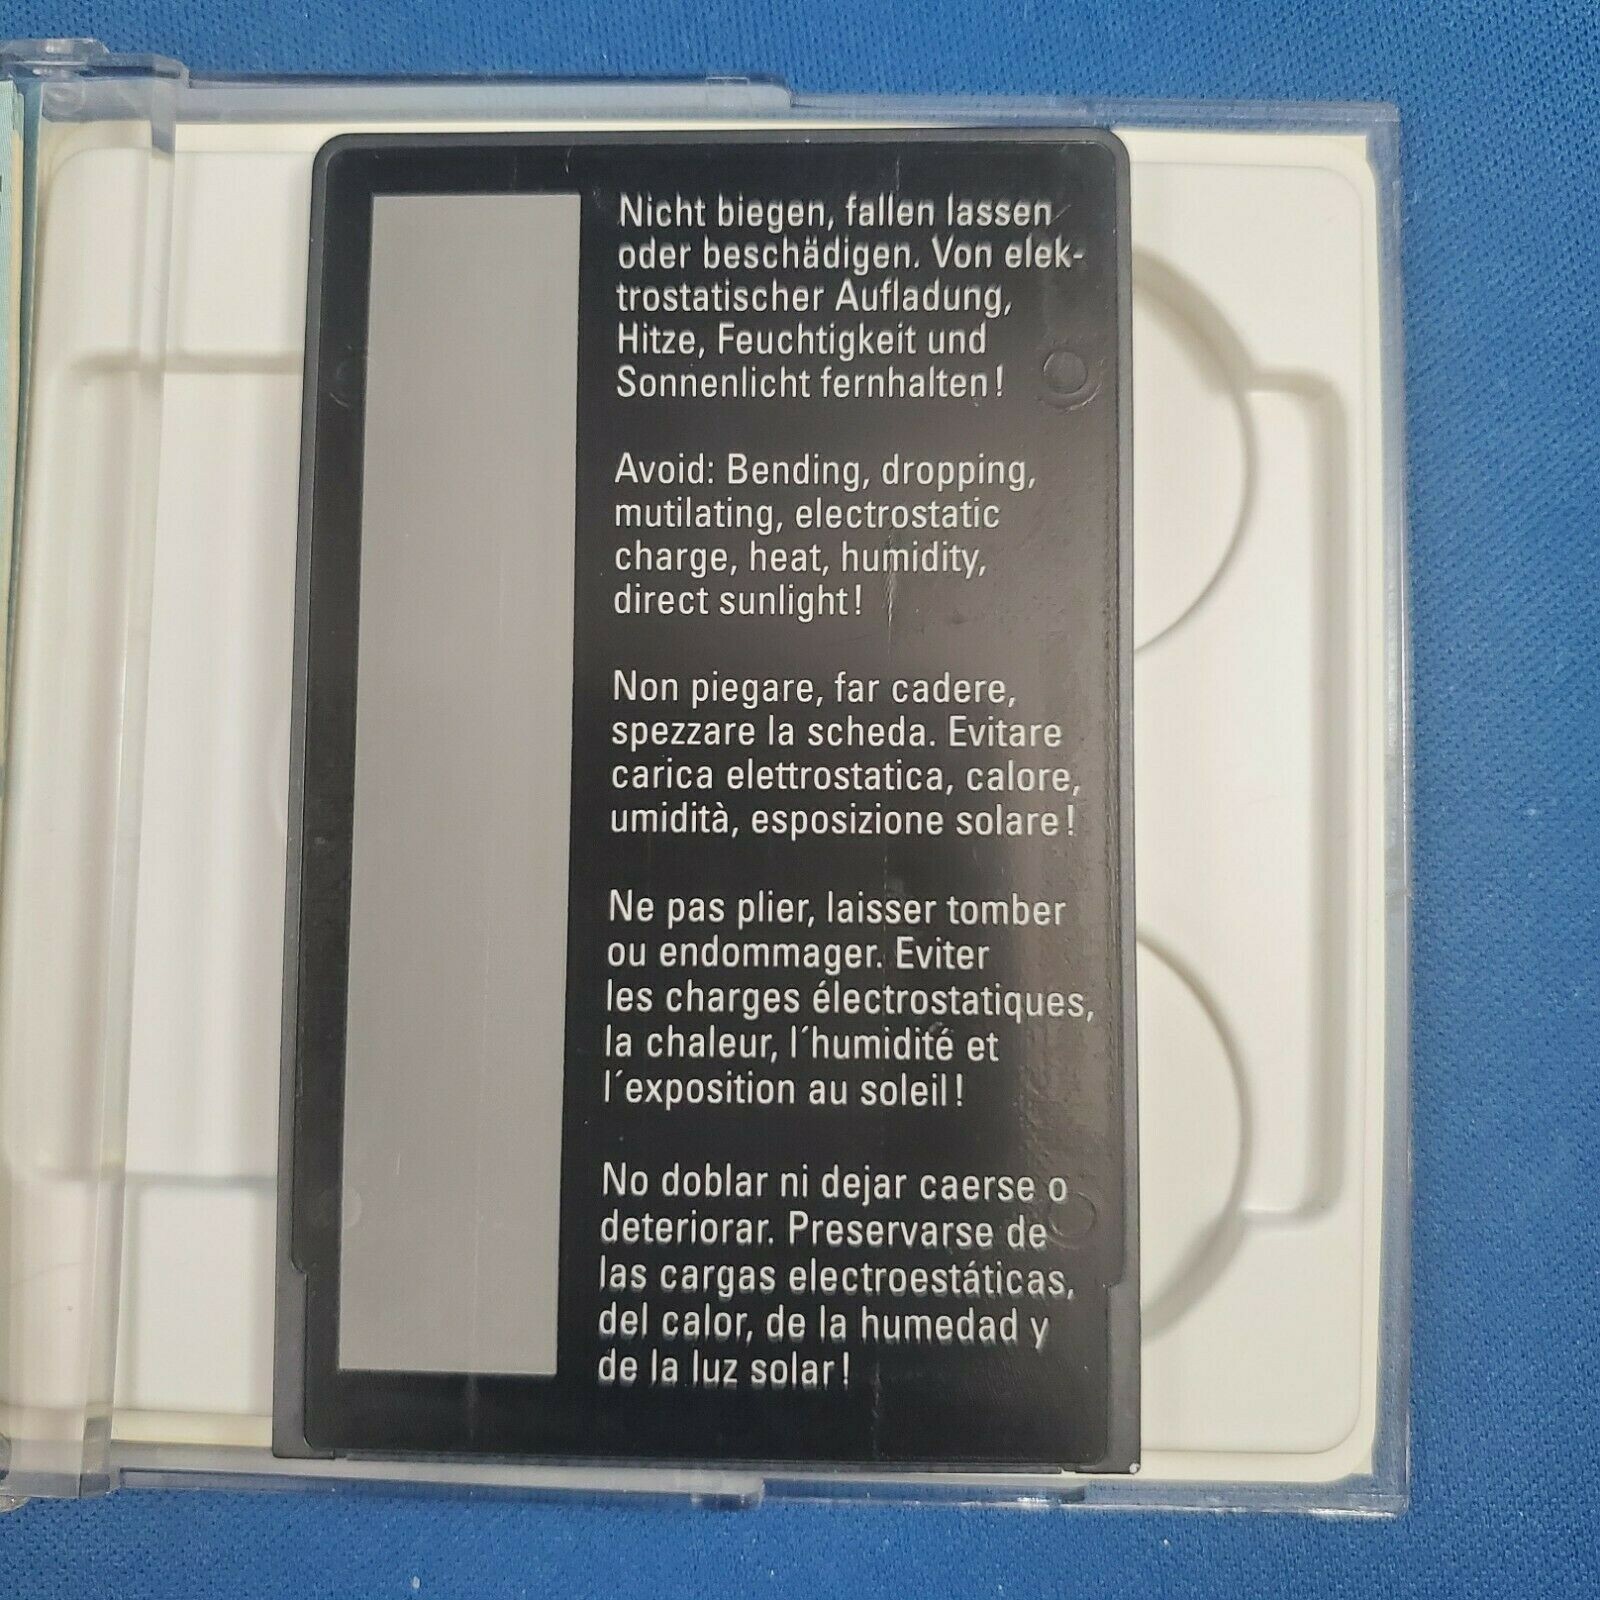 Nicht biegen, fallen lassen
oder beschädigen. Von elek-
trostatischer Aufladung,
Hitze, Feuchtigkeit und
Sonnenlicht fernhalten!
Avoid: Bending, dropping,
mutilating, electrostatic
charge, heat, humidity,
direct sunlight!
Non piegare, far cadere,
spezzare la scheda. Evitare
carica elettrostatica, calore,
umidità, esposizione solare!
Ne pas plier, laisser tomber
ou endommager. Eviter
les charges électrostatiques,
la chaleur, l´humidité et
l´exposition au soleil!
No doblar ni dejar caerse o
deteriorar. Preservarse de
las cargas electroestáticas,
del calor, de la humedad y
de la luz solar!